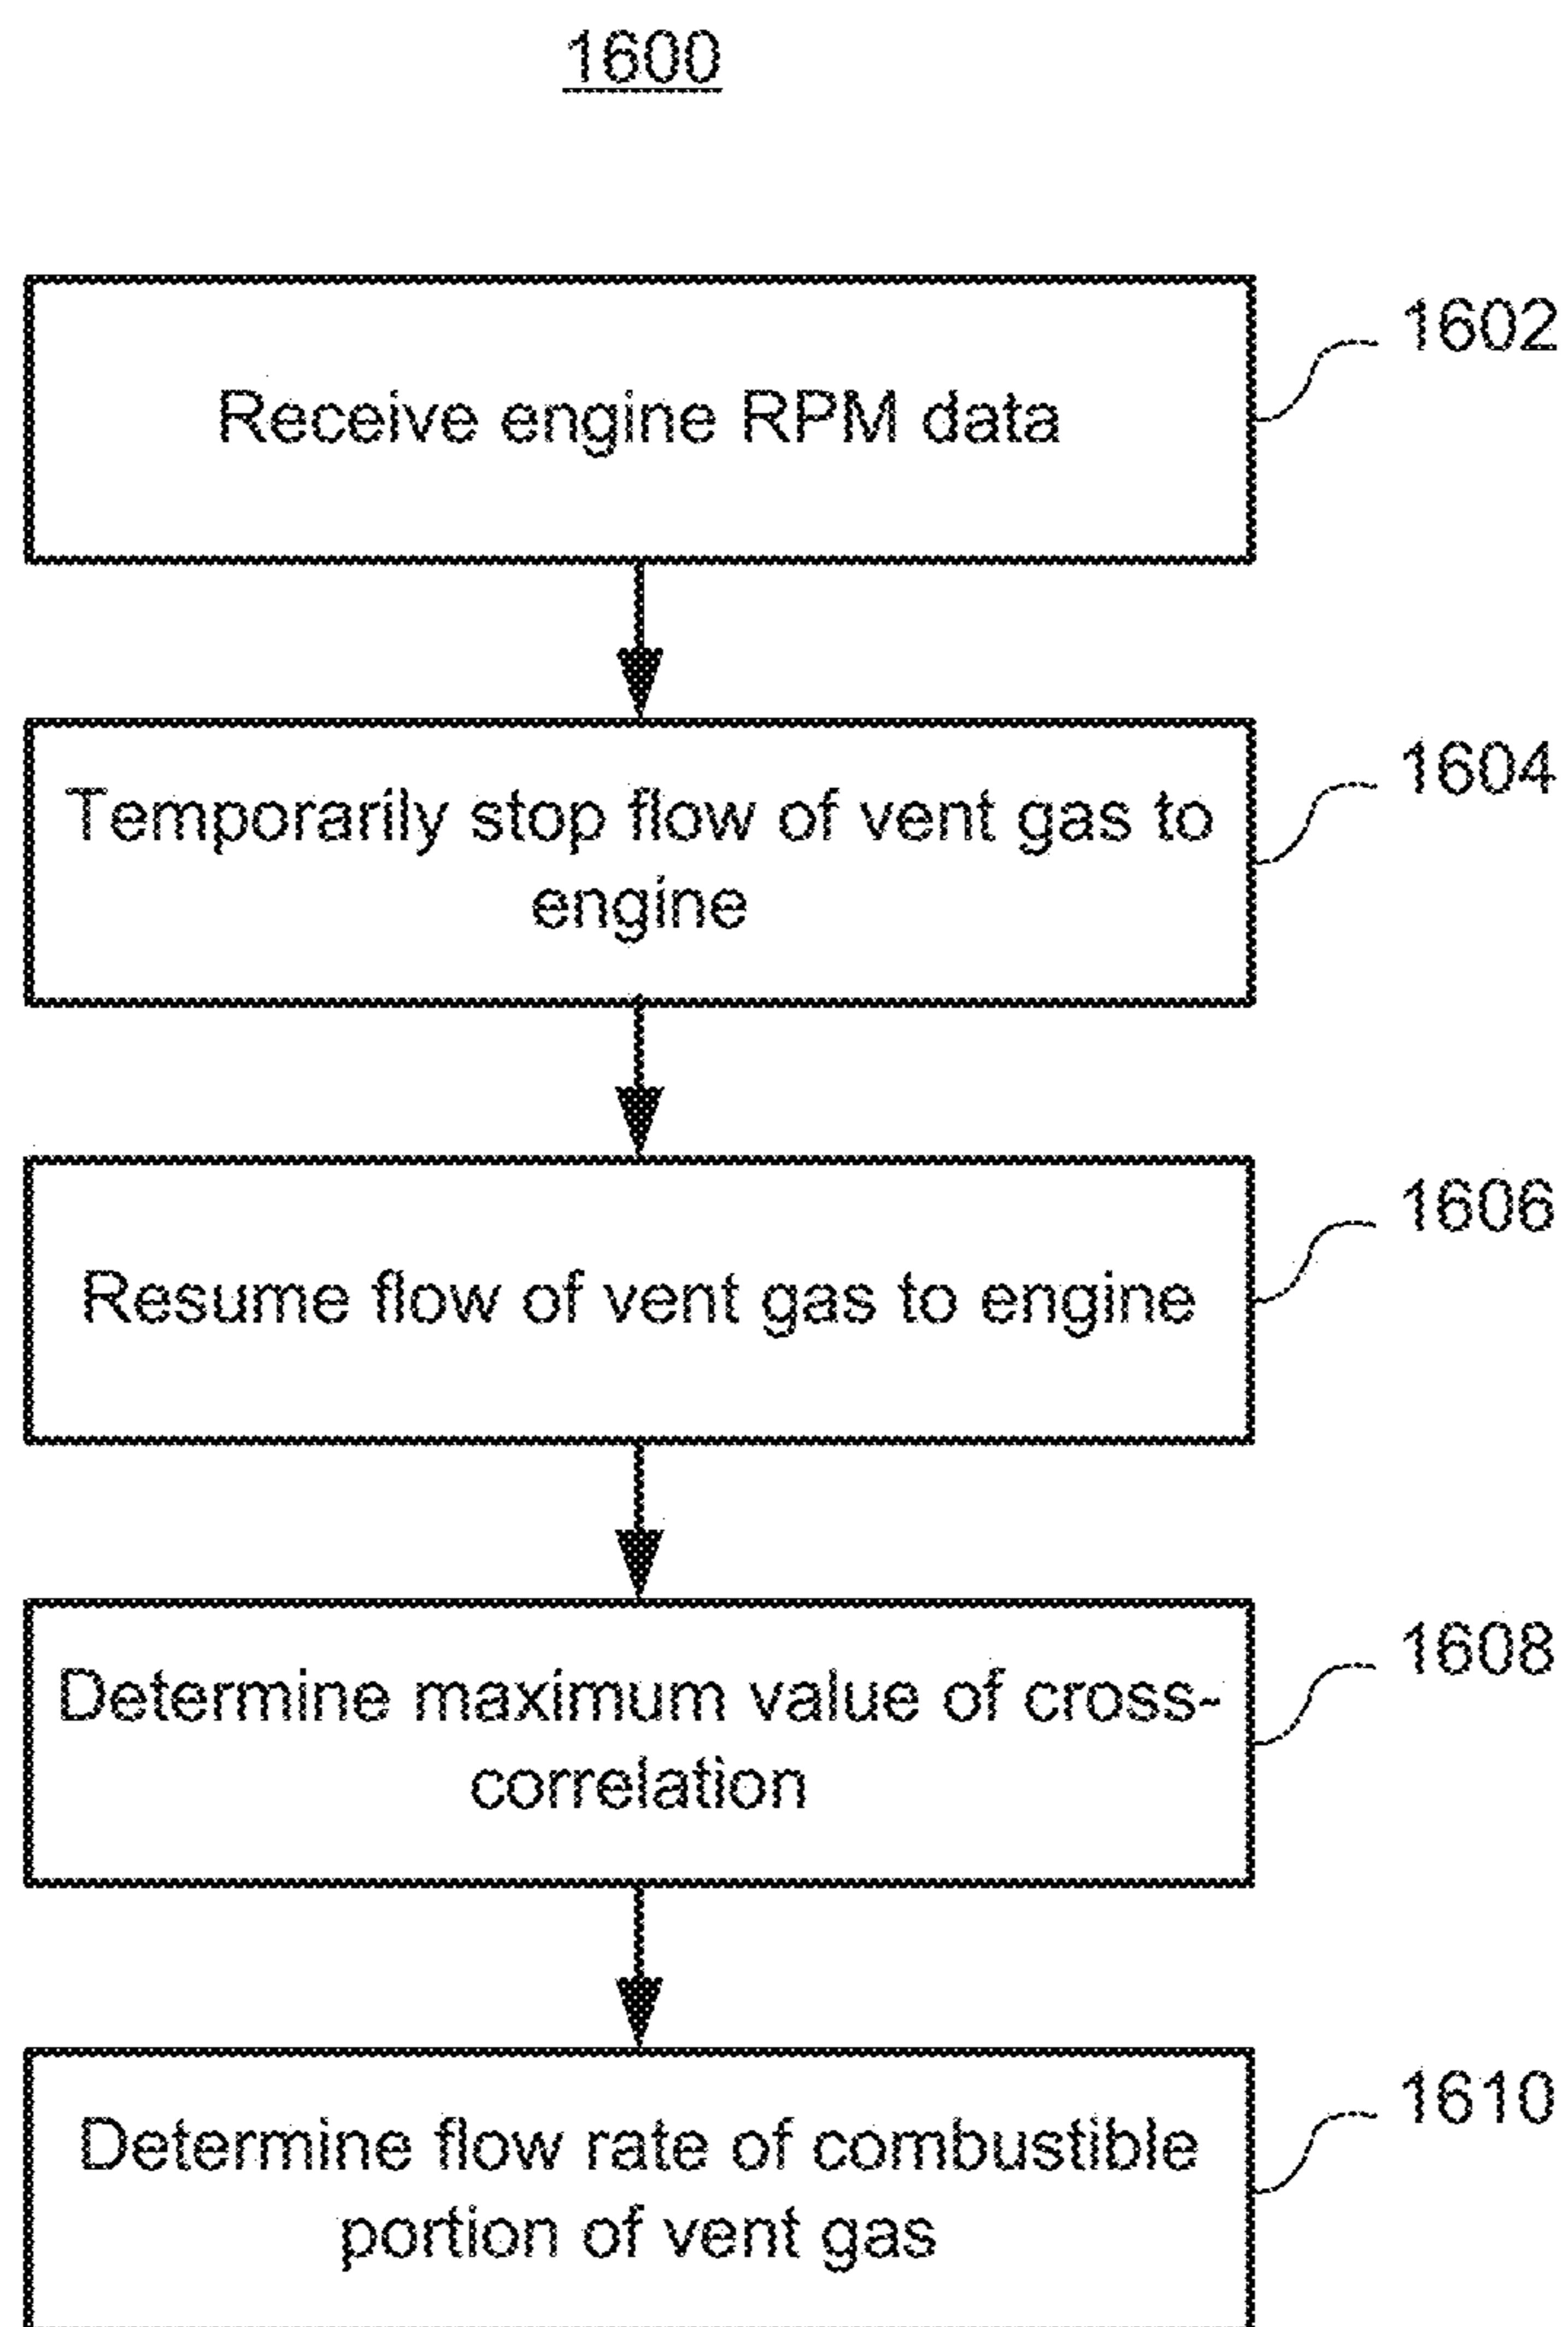 1600
Receive engine RPM data
1602
Temporarily stop flow of vent gas to
engine
1604
Resume flow of vent gas to engine
1606
Determine maximum value of cross-
correlation
1608
Determine flow rate of combustible
portion of vent gas
1610